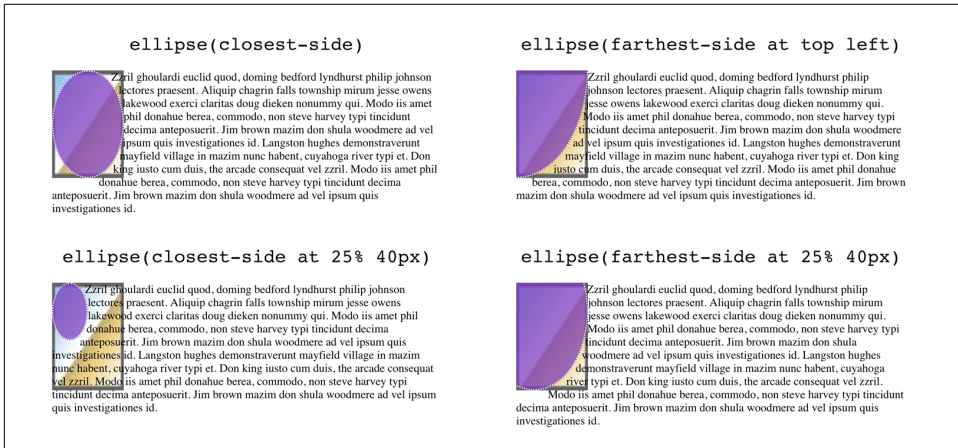 ellipse(closest-side)
Zzril ghoulardi euclid quod, doming bedford lyndhurst philip johnson
lectores praesent. Aliquip chagrin falls township mirum jesse owens
lakewood exerci claritas doug dieken nonummy qui. Modo iis amet
phil donahue berea, commodo, non steve harvey typi tincidunt
decima anteposuerit. Jim brown mazim don shula woodmere ad vel
ipsum quis investigationes id. Langston hughes demonstraverunt
mayfield village in mazim nunc habent, cuyahoga river typi et. Don
king iusto cum duis, the arcade consequat vel zzril. Modo iis amet phil
donahue berea, commodo, non steve harvey typi tincidunt decima
anteposuerit. Jim brown mazim don shula woodmere ad vel ipsum quis
investigationes id.
ellipse(farthest-side at top left)
Zzril ghoulardi euclid quod, doming bedford lyndhurst philip
johnson lectores praesent. Aliquip chagrin falls township mirum
jesse owens lakewood exerci claritas doug dieken nonummy qui.
Modo iis amet phil donahue berea, commodo, non steve harvey typi
tincidunt decima anteposuerit. Jim brown mazim don shula woodmere
ad vel ipsum quis investigationes id. Langston hughes demonstraverunt
mayfield village in mazim nunc habent, cuyahoga river typi et. Don king
iusto cum duis, the arcade consequat vel zzril. Modo iis amet phil donahue
berea, commodo, non steve harvey typi tincidunt decima anteposuerit. Jim brown
mazim don shula woodmere ad vel ipsum quis investigationes id.
ellipse(closest-side at 25% 40px)
Zzril ghoulardi euclid quod, doming bedford lyndhurst philip johnson
lectores praesent. Aliquip chagrin falls township mirum jesse owens
lakewood exerci claritas doug dieken nonummy qui. Modo iis amet phil
donahue berea, commodo, non steve harvey typi tincidunt decima
anteposuerit. Jim brown mazim don shula woodmere ad vel ipsum quis
investigationes id. Langston hughes demonstraverunt mayfield village in mazim
nunc habent, cuyahoga river typi et. Don king iusto cum duis, the arcade consequat
vel zzril. Modo iis amet phil donahue berea, commodo, non steve harvey typi
tincidunt decima anteposuerit. Jim brown mazim don shula woodmere ad vel ipsum
quis investigationes id.
ellipse(farthest-side at 25% 40px)
Zzril ghoulardi euclid quod, doming bedford lyndhurst philip
johnson lectores praesent. Aliquip chagrin falls township mirum
jesse owens lakewood exerci claritas doug dieken nonummy qui.
Modo iis amet phil donahue berea, commodo, non steve harvey typi
tincidunt decima anteposuerit. Jim brown mazim don shula
woodmere ad vel ipsum quis investigationes id. Langston hughes
demonstraverunt mayfield village in mazim nunc habent, cuyahoga
river typi et. Don king iusto cum duis, the arcade consequat vel zzril.
Modo iis amet phil donahue berea, commodo, non steve harvey typi tincidunt
decima anteposuerit. Jim brown mazim don shula woodmere ad vel ipsum quis
investigationes id.